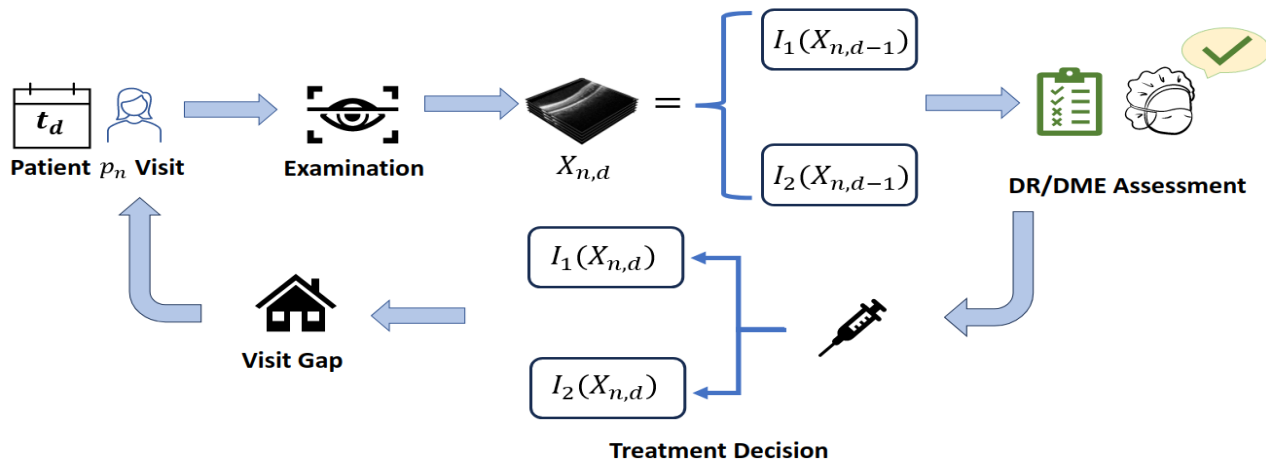 t_d
Patient p_n Visit
Examination
X_{n,d}
=
I_1(X_{n,d-1})
I_2(X_{n,d-1})
DR/DME Assessment
I_1(X_{n,d})
I_2(X_{n,d})
Visit Gap
Treatment Decision